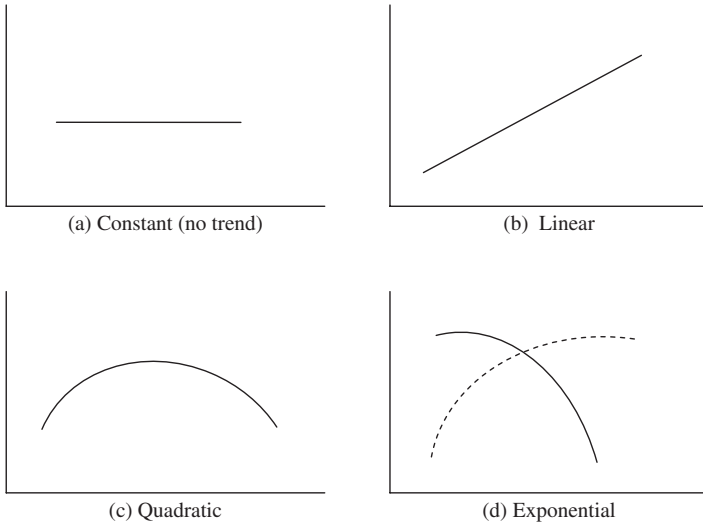 (a) Constant (no trend)
(b) Linear
(c) Quadratic
(d) Exponential